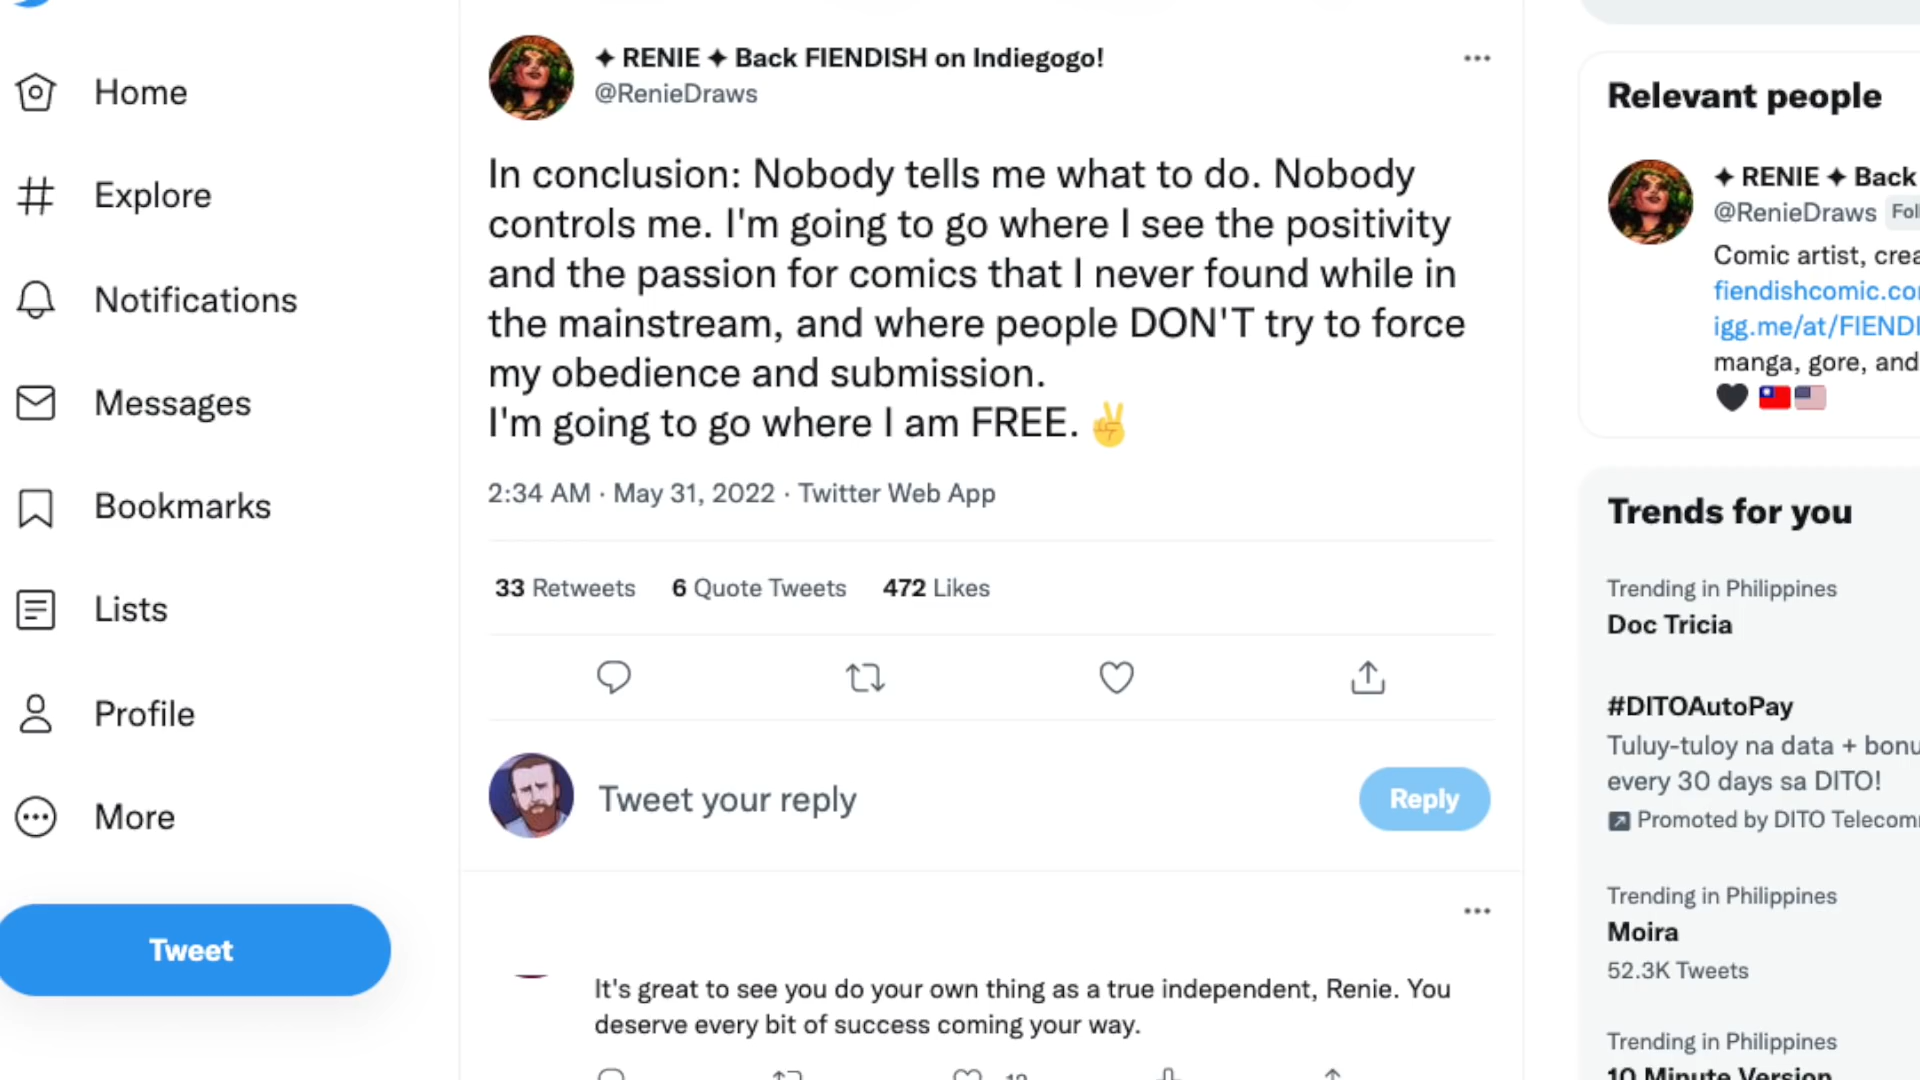 Home
Explore
Notifications
Messages
Bookmarks
Lists
Profile
More
Tweet
✦ RENIE ✦ Back FIENDISH on Indiegogo!
@RenieDraws
In conclusion: Nobody tells me what to do. Nobody
controls me. I'm going to go where I see the positivity
and the passion for comics that I never found while in
the mainstream, and where people DON'T try to force
my obedience and submission.
I'm going to go where I am FREE. ✌
2:34 AM · May 31, 2022 · Twitter Web App
33 Retweets 6 Quote Tweets 472 Likes
Tweet your reply
Reply
It's great to see you do your own thing as a true independent, Renie. You
deserve every bit of success coming your way.
Relevant people
✦ RENIE ✦ Back
@RenieDraws
Comic artist,
fiendishcomic.co
igg.me/at/FIENDI
manga, gore, and
Trends for you
Trending in Philippines
Doc Tricia
#DITOAutoPay
Tuluy-tuloy na data + bonu
every 30 days sa DITO!
Promoted by DITO Telecom
Trending in Philippines
Moira
52.3K Tweets
Trending in Philippines
10 Minute Version